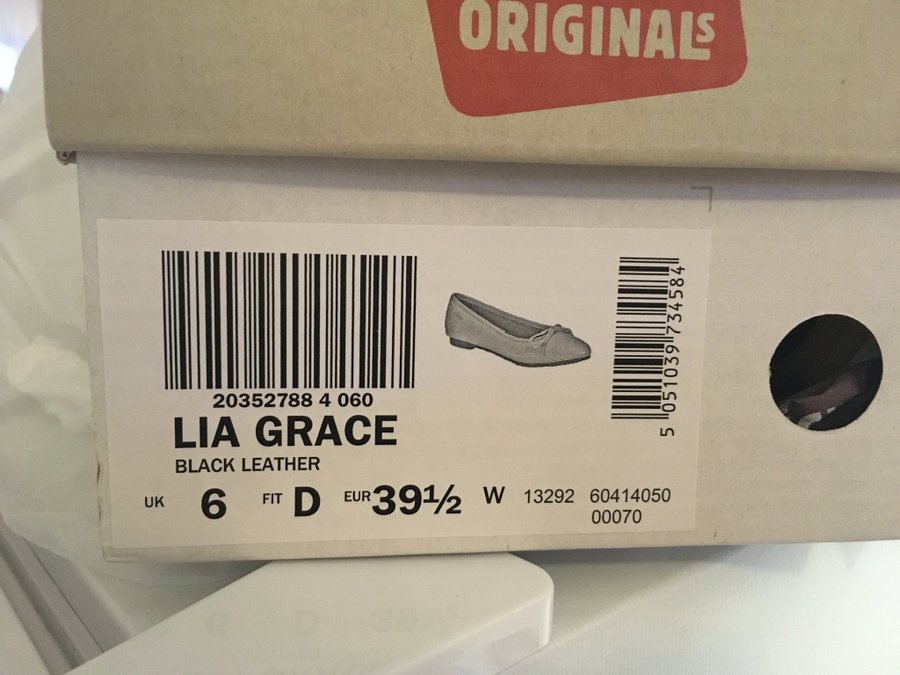 ORIGINALS
20352788 4 060
LIA GRACE
BLACK LEATHER
UK 6 FIT D EUR 39½ W 13292 60414050
00070
5 051039 734584